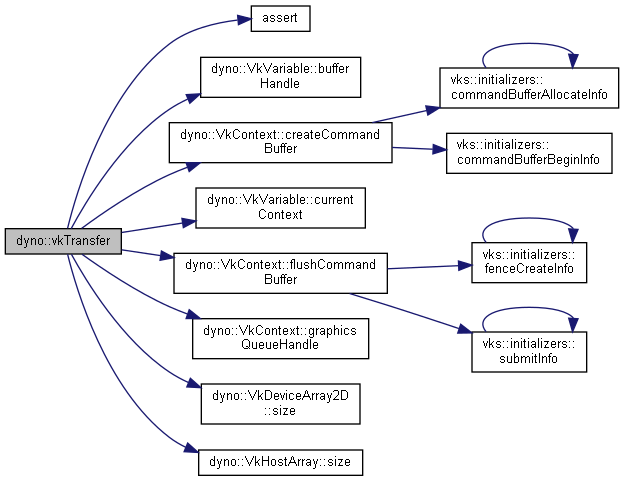 assert
dyno::VkVariable::buffer
Handle
vks::initializers::
commandBufferAllocateInfo
dyno::VkContext::createCommand
Buffer
vks::initializers::
commandBufferBeginInfo
dyno::VkVariable::current
Context
dyno::vkTransfer
dyno::VkContext::flushCommand
Buffer
vks::initializers::
fenceCreateInfo
dyno::VkContext::graphics
QueueHandle
vks::initializers::
submitInfo
dyno::VkDeviceArray2D
::size
dyno::VkHostArray::size